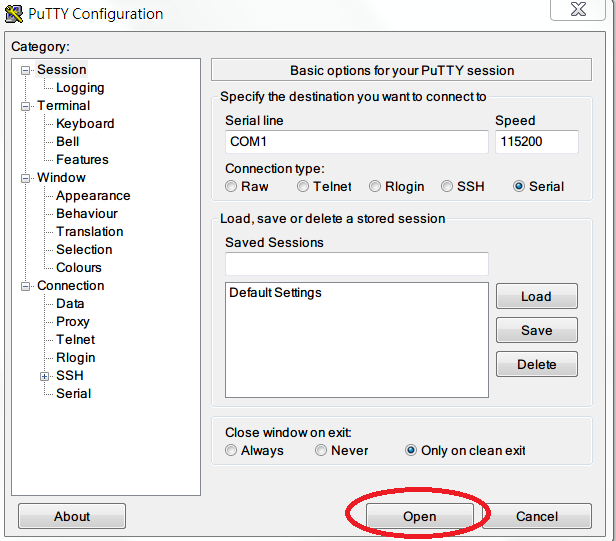 PuTTY Configuration
Category:
Session
Logging
Terminal
Keyboard
Bell
Features
Window
Appearance
Behaviour
Translation
Selection
Colours
Connection
Data
Proxy
Telnet
Rlogin
SSH
Serial
Basic options for your PuTTY session
Specify the destination you want to connect to
Serial line Speed
COM1 115200
Connection type:
Raw Telnet Rlogin SSH Serial
Load, save or delete a stored session
Saved Sessions
Default Settings
Load
Save
Delete
Close window on exit:
Always Never Only on clean exit
About Open Cancel